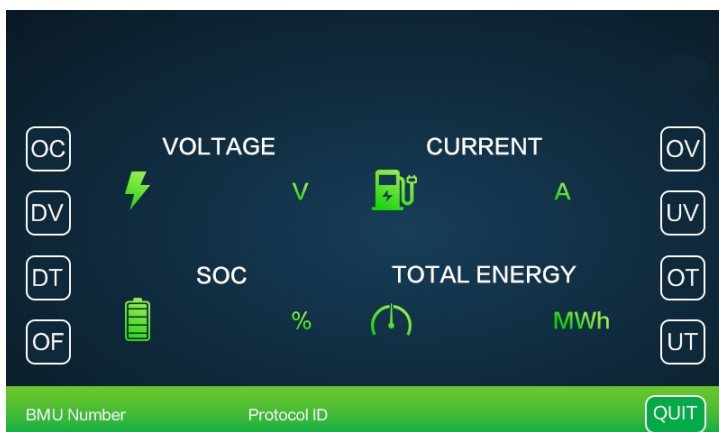 OC VOLTAGE CURRENT OV
DV V A UV
DT SOC TOTAL ENERGY OT
OF % MWh UT
BMU Number Protocol ID QUIT